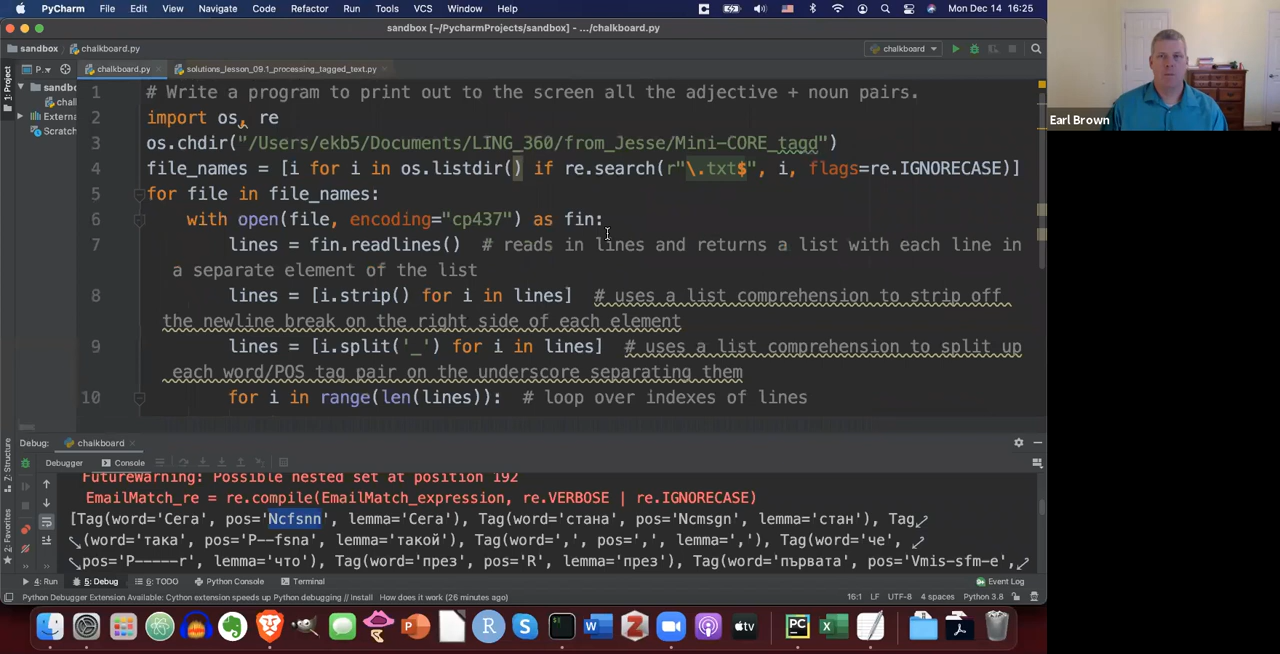 PyCharm File Edit View Navigate Code Refactor Run Tools VCS Window Help Mon Dec 14 16:25
sandbox [~/PycharmProjects/sandbox] - .../chalkboard.py
sandbox chalkboard.py chalkboard
P... chalkboard.py solutions_lesson_09.1_processing_tagged_text.py
1: Project
sandbo
chall
Externa
Scratch
1 # Write a program to print out to the screen all the adjective + noun pairs.
2 import os, re
3 os.chdir("/Users/ekb5/Documents/LING_360/from_Jesse/Mini-CORE_tagd")
4 file_names = [i for i in os.listdir() if re.search(r"\.txt$", i, flags=re.IGNORECASE)]
5 for file in file_names:
6 with open(file, encoding="cp437") as fin:
7 lines = fin.readlines() # reads in lines and returns a list with each line in
a separate element of the list
8 lines = [i.strip() for i in lines] # uses a list comprehension to strip off
the newline break on the right side of each element
9 lines = [i.split('_') for i in lines] # uses a list comprehension to split up
each word/POS tag pair on the underscore separating them
10 for i in range(len(lines)): # loop over indexes of lines
Earl Brown
Debug: chalkboard
Debugger Console
7: Structure
2: Favorites
FutureWarning: Possible nested set at position 192
EmailMatch_re = re.compile(EmailMatch_expression, re.VERBOSE | re.IGNORECASE)
[Tag(word='Сега', pos='Ncfsnn', lemma='Сега'), Tag(word='стана', pos='Ncmsgn', lemma='стан'), Tag
(word='така', pos='P--fsna', lemma='такой'), Tag(word=',', pos=',', lemma=','), Tag(word='че',
pos='P-----r', lemma='что'), Tag(word='през', pos='R', lemma='през'), Tag(word='първата', pos='Vmis-sfm-e',
4: Run 5: Debug 6: TODO Python Console Terminal Event Log
Python Debugger Extension Available: Cython extension speeds up Python debugging // Install How does it work (26 minutes ago) 16:1 LF UTF-8 4 spaces Python 3.8